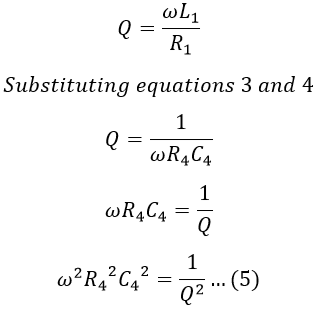 Q = ωL₁/R₁
Substituting equations 3 and 4
Q = 1/ωR₄C₄
ωR₄C₄ = 1/Q
ω²R₄²C₄² = 1/Q² ... (5)